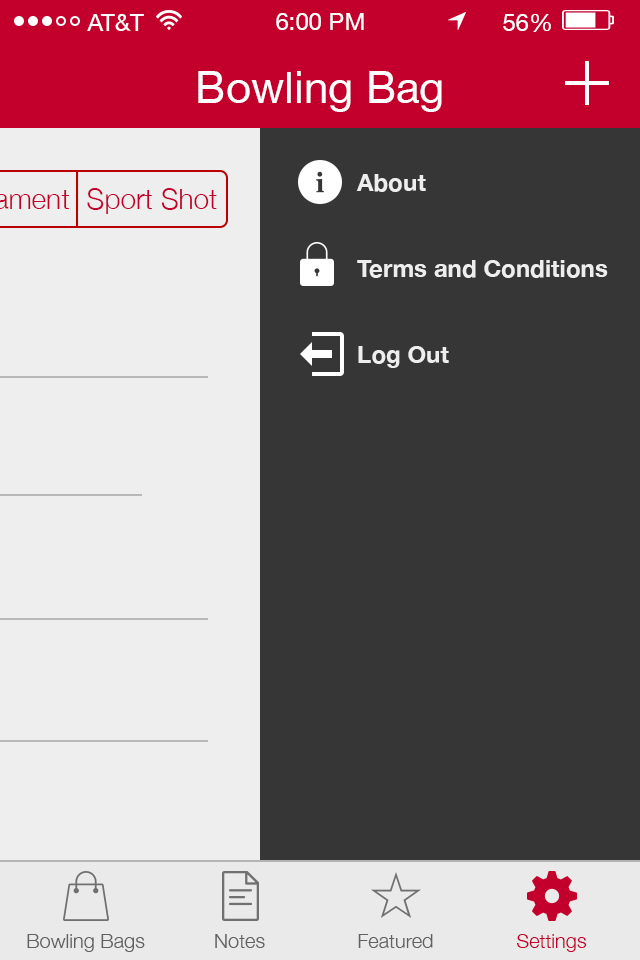 AT&T 6:00 PM 56%
Bowling Bag
ament Sport Shot
About
Terms and Conditions
Log Out
Bowling Bags Notes Featured Settings